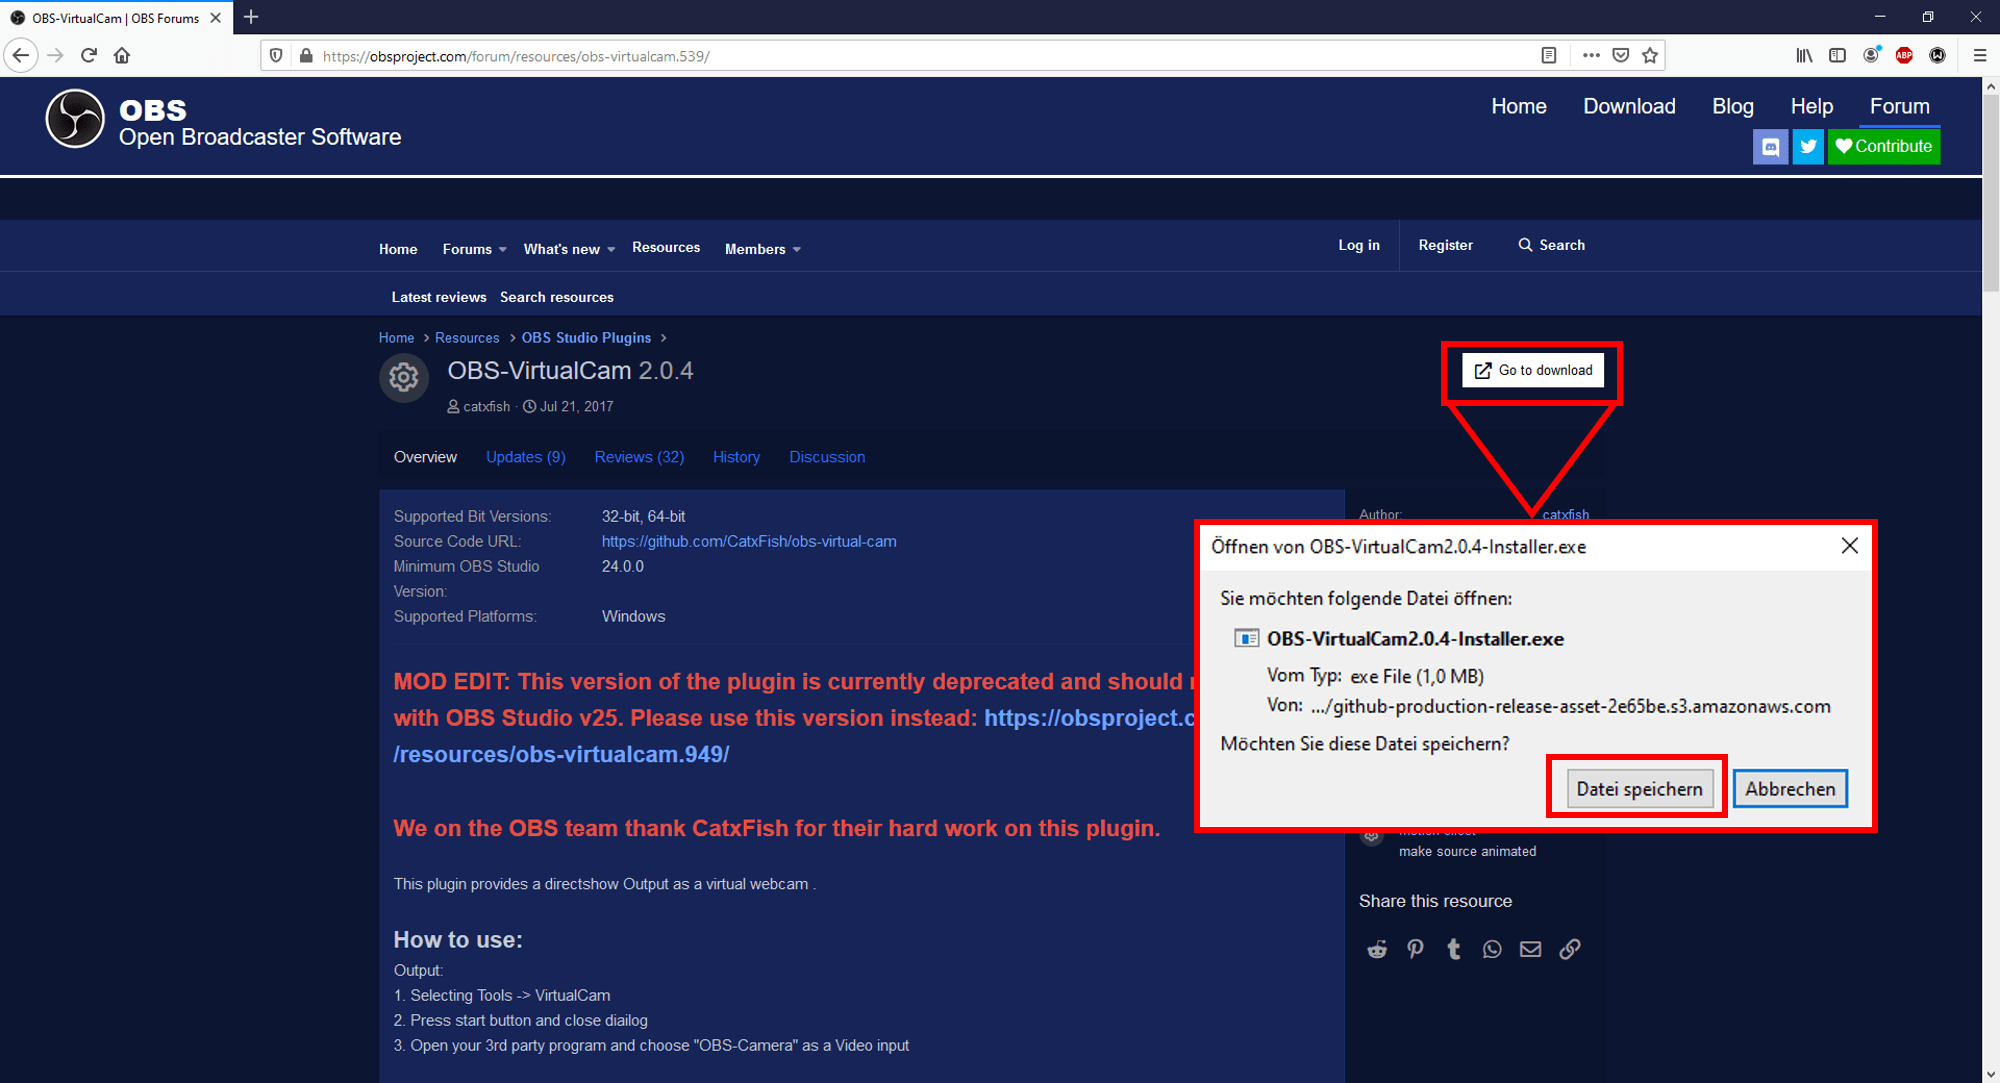 OBS-VirtualCam | OBS Forums
https://obsproject.com/forum/resources/obs-virtualcam.539/
ABP
OBS
Open Broadcaster Software
Home Download Blog Help Forum
Contribute
Home Forums What's new Resources Members
Log in Register Search
Latest reviews Search resources
Home > Resources > OBS Studio Plugins >
OBS-VirtualCam 2.0.4
catxfish · Jul 21, 2017
Go to download
Overview Updates (9) Reviews (32) History Discussion
Supported Bit Versions: 32-bit, 64-bit
Source Code URL: https://github.com/CatxFish/obs-virtual-cam
Minimum OBS Studio Version: 24.0.0
Supported Platforms: Windows
MOD EDIT: This version of the plugin is currently deprecated and should
with OBS Studio v25. Please use this version instead: https://obsproject.c
/resources/obs-virtualcam.949/
We on the OBS team thank CatxFish for their hard work on this plugin.
This plugin provides a directshow Output as a virtual webcam .
How to use:
Output:
1. Selecting Tools -> VirtualCam
2. Press start button and close diailog
3. Open your 3rd party program and choose "OBS-Camera" as a Video input
Author: catxfish
Öffnen von OBS-VirtualCam2.0.4-Installer.exe
Sie möchten folgende Datei öffnen:
OBS-VirtualCam2.0.4-Installer.exe
Vom Typ: exe File (1,0 MB)
Von: .../github-production-release-asset-2e65be.s3.amazonaws.com
Möchten Sie diese Datei speichern?
Datei speichern Abbrechen
make source animated
Share this resource